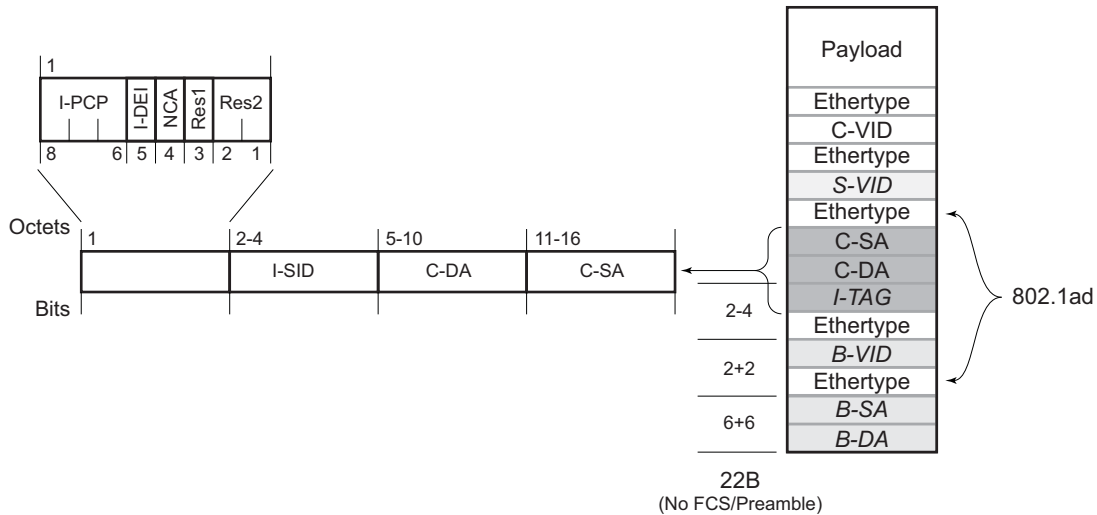 1
I-PCP
I-DEI
NCA
Res1
Res2
8
6
5
4
3
2
1
Octets
1
2-4
5-10
11-16
I-SID
C-DA
C-SA
Bits
Payload
Ethertype
C-VID
Ethertype
S-VID
Ethertype
C-SA
C-DA
I-TAG
Ethertype
B-VID
Ethertype
B-SA
B-DA
802.1ad
2-4
2+2
6+6
22B
(No FCS/Preamble)